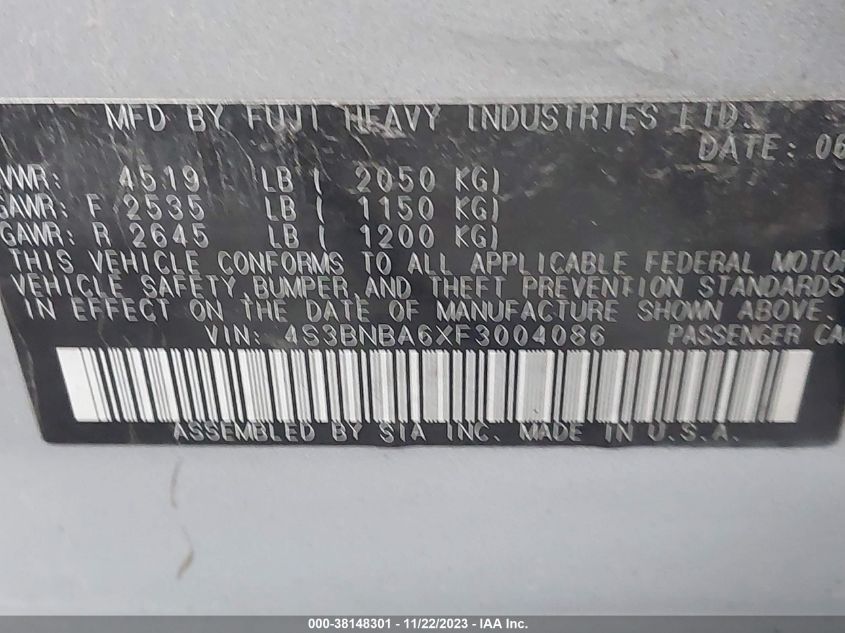 MFD BY FUJI HEAVY INDUSTRIES LTD.
DATE: 06
VWR: 4519 LB ( 2050 KG)
GAWR: F 2535 LB ( 1150 KG)
GAWR: R 2645 LB ( 1200 KG)
THIS VEHICLE CONFORMS TO ALL APPLICABLE FEDERAL MOTOR
VEHICLE SAFETY, BUMPER, AND THEFT PREVENTION STANDARDS
IN EFFECT ON THE DATE OF MANUFACTURE SHOWN ABOVE.
VIN: 4S3BNBA6XF3004086 PASSENGER CA
ASSEMBLED BY SIA INC. MADE IN U.S.A.
000-38148301 - 11/22/2023 - IAAI.com